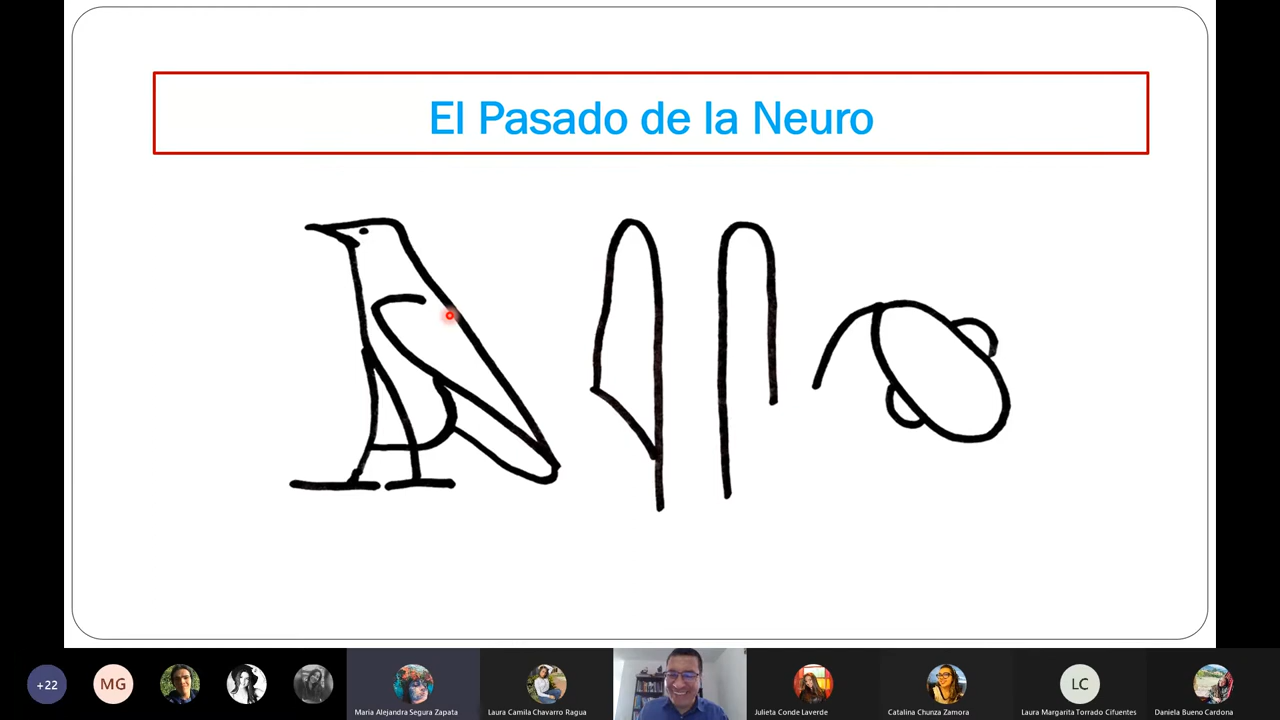 El Pasado de la Neuro
+22
MG
Maria Alejandra Segura Zapata
Laura Camila Chavarro Ragua
Julieta Conde Laverde
Catalina Chunza Zamora
LC
Laura Margarita Torrado Cifuentes
Daniela Bueno Cardona